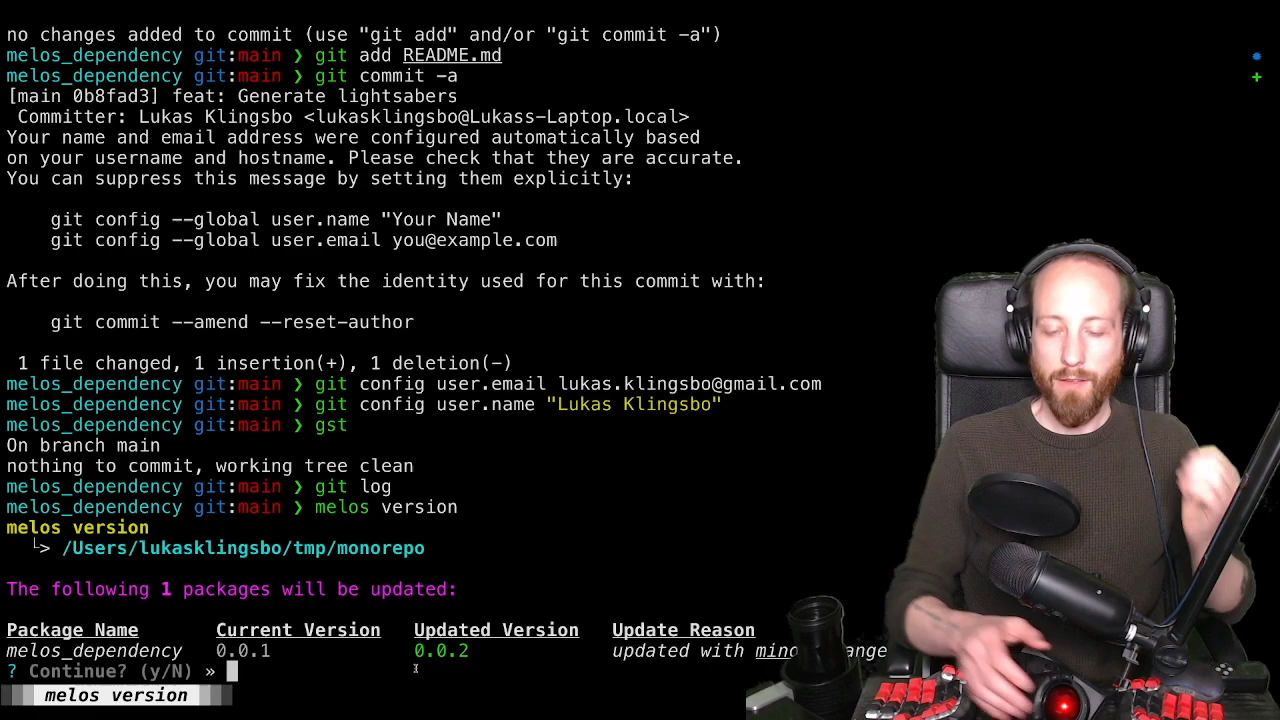 no changes added to commit (use "git add" and/or "git commit -a")
melos_dependency git:main ❯ git add README.md
melos_dependency git:main ❯ git commit -a
[main 0b8fad3] feat: Generate lightsabers
 Committer: Lukas Klingsbo <lukasklingsbo@Lukass-Laptop.local>
Your name and email address were configured automatically based
on your username and hostname. Please check that they are accurate.
You can suppress this message by setting them explicitly:
    git config --global user.name "Your Name"
    git config --global user.email you@example.com
After doing this, you may fix the identity used for this commit with:
    git commit --amend --reset-author
 1 file changed, 1 insertion(+), 1 deletion(-)
melos_dependency git:main ❯ git config user.email lukas.klingsbo@gmail.com
melos_dependency git:main ❯ git config user.name "Lukas Klingsbo"
melos_dependency git:main ❯ gst
On branch main
nothing to commit, working tree clean
melos_dependency git:main ❯ git log
melos_dependency git:main ❯ melos version
melos version
  └> /Users/lukasklingsbo/tmp/monorepo
The following 1 packages will be updated:
Package Name Current Version Updated Version Update Reason
melos_dependency 0.0.1 0.0.2 updated with
? Continue? (y/N) »
melos version